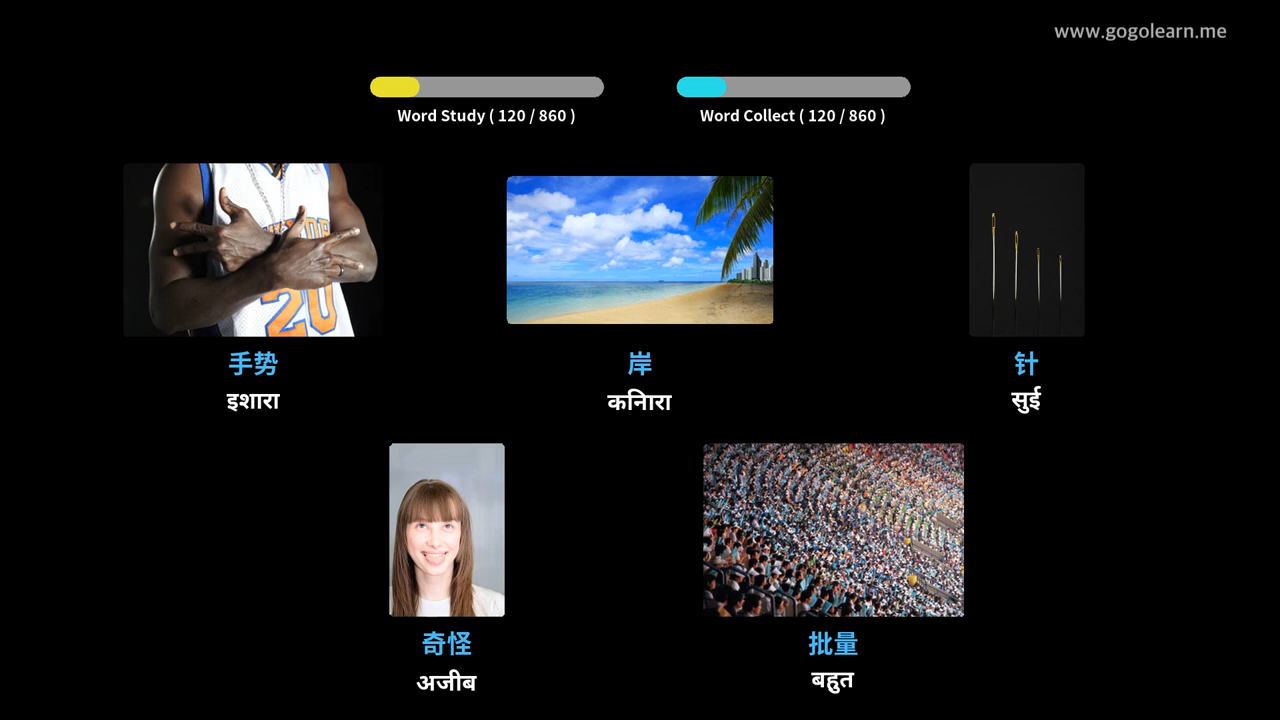 www.gogolearn.me
Word Study ( 120 / 860 )
Word Collect ( 120 / 860 )
20
手势
इशारा
岸
कनिारा
针
सुई
奇怪
अजीब
批量
बहुत